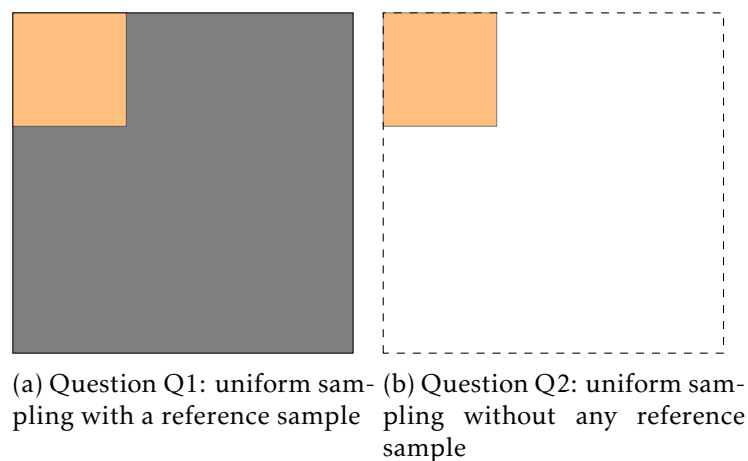 (a) Question Q1: uniform sam-
pling with a reference sample
(b) Question Q2: uniform sam-
pling without any reference
sample